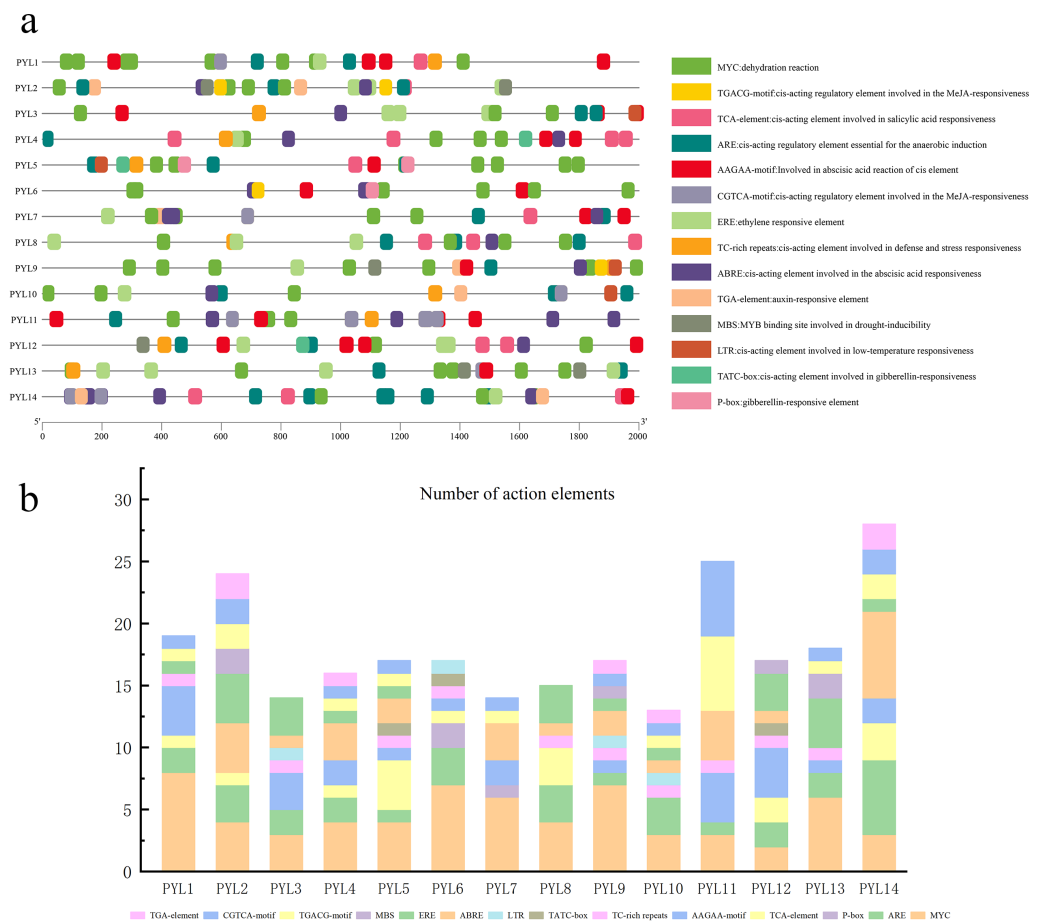 a
PYL1
PYL2
PYL3
PYL4
PYL5
PYL6
PYL7
PYL8
PYL9
PYL10
PYL11
PYL12
PYL13
PYL14
5' 3'
0 200 400 600 800 1000 1200 1400 1600 1800 2000
MYC:dehydration reaction
TGACG-motif:cis-acting regulatory element involved in the MeJA-responsiveness
TCA-element:cis-acting element involved in salicylic acid responsiveness
ARE:cis-acting regulatory element essential for the anaerobic induction
AAGAA-motif:Involved in abscisic acid reaction of cis element
CGTCA-motif:cis-acting regulatory element involved in the MeJA-responsiveness
ERE:ethylene responsive element
TC-rich repeats:cis-acting element involved in defense and stress responsiveness
ABRE:cis-acting element involved in the abscisic acid responsiveness
TGA-element:auxin-responsive element
MBS:MYB binding site involved in drought-inducibility
LTR:cis-acting element involved in low-temperature responsiveness
TATC-box:cis-acting element involved in gibberellin-responsiveness
P-box:gibberellin-responsive element
b
Number of action elements
30
25
20
15
10
5
0
PYL1 PYL2 PYL3 PYL4 PYL5 PYL6 PYL7 PYL8 PYL9 PYL10 PYL11 PYL12 PYL13 PYL14
TGA-element CGTCA-motif TGACG-motif MBS ERE ABRE LTR TATC-box TC-rich repeats AAGAA-motif TCA-element P-box ARE MYC